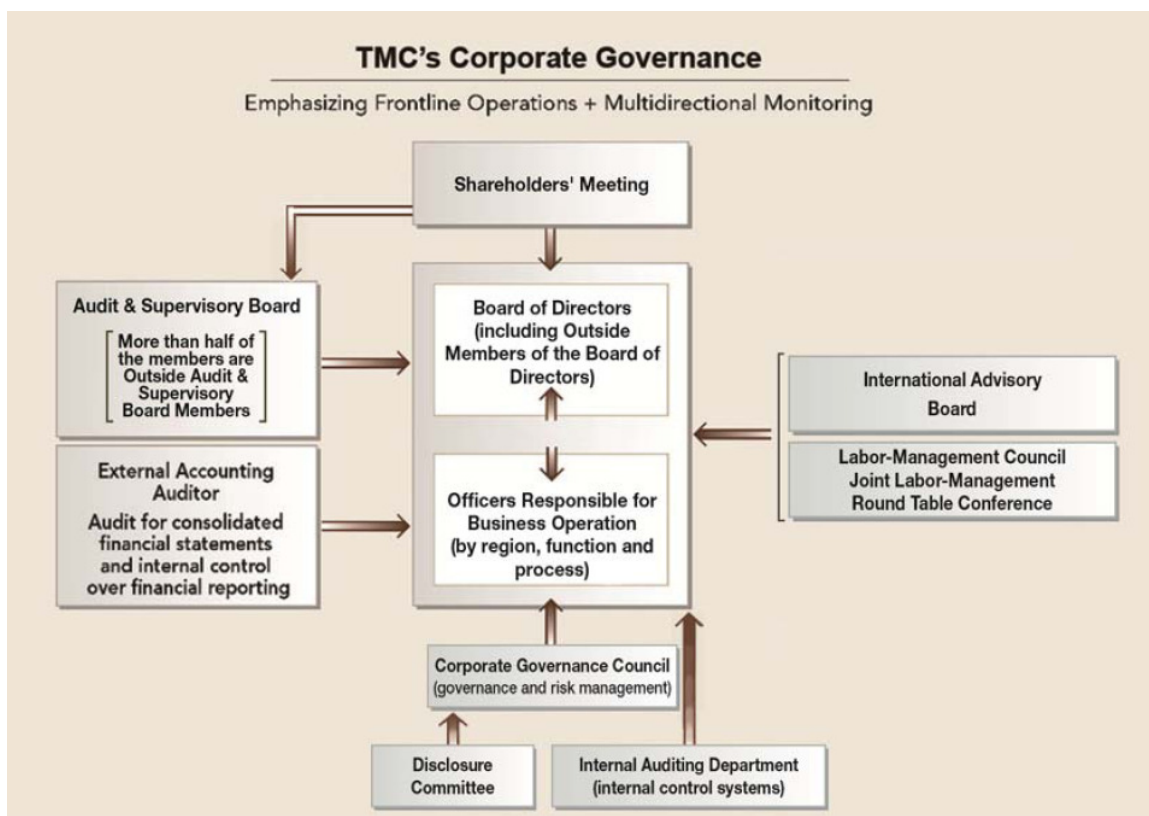 TMC's Corporate Governance
Emphasizing Frontline Operations + Multidirectional Monitoring
Shareholders' Meeting
Audit & Supervisory Board
More than half of
the members are
Outside Audit &
Supervisory
Board Members
Board of Directors
(including Outside
Members of the Board of
Directors)
International Advisory
Board
Labor-Management Council
Joint Labor-Management
Round Table Conference
External Accounting
Auditor
Audit for consolidated
financial statements
and internal control
over financial reporting
Officers Responsible for
Business Operation
(by region, function and
process)
Corporate Governance Council
(governance and risk management)
Disclosure
Committee
Internal Auditing Department
(internal control systems)